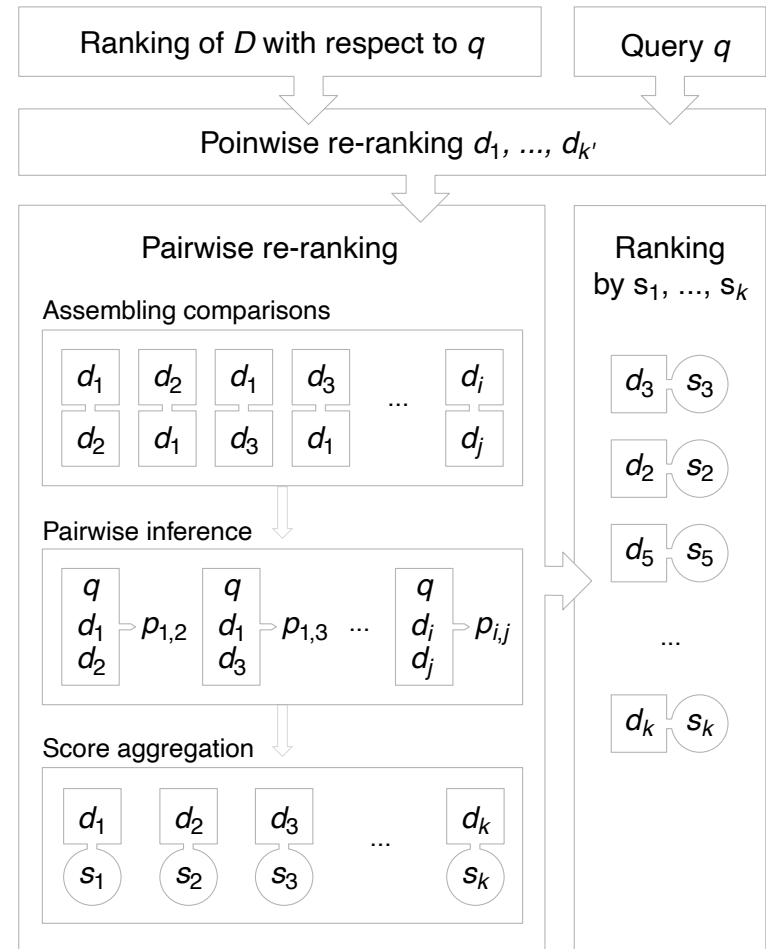 Ranking of D with respect to q
Query q
Poinwise re-ranking d1, ..., dk'
Pairwise re-ranking
Assembling comparisons
d1 d2 d1 d3 ... di
d2 d1 d3 d1 dj
Pairwise inference
q q q
d1 p1,2 d1 p1,3 ... di pi,j
d2 d3 dj
Score aggregation
d1 d2 d3 ... dk
s1 s2 s3 sk
Ranking
by s1, ..., sk
d3 s3
d2 s2
d5 s5
...
dk sk